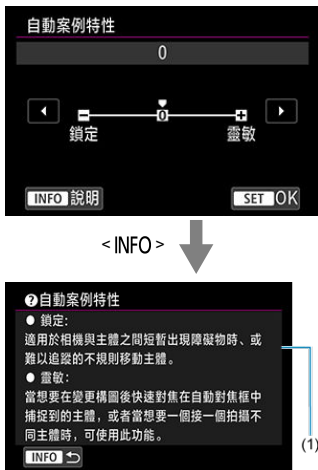 自動案例特性
0
0
鎖定 靈敏
INFO 說明 SET OK
<INFO>
?自動案例特性
● 鎖定:
適用於相機與主體之間短暫出現障礙物時、或
難以追蹤的不規則移動主體。
● 靈敏:
當想要在變更構圖後快速對焦在自動對焦框中
捕捉到的主體，或者當想要一個接一個拍攝不
同主體時，可使用此功能。
(1)
INFO